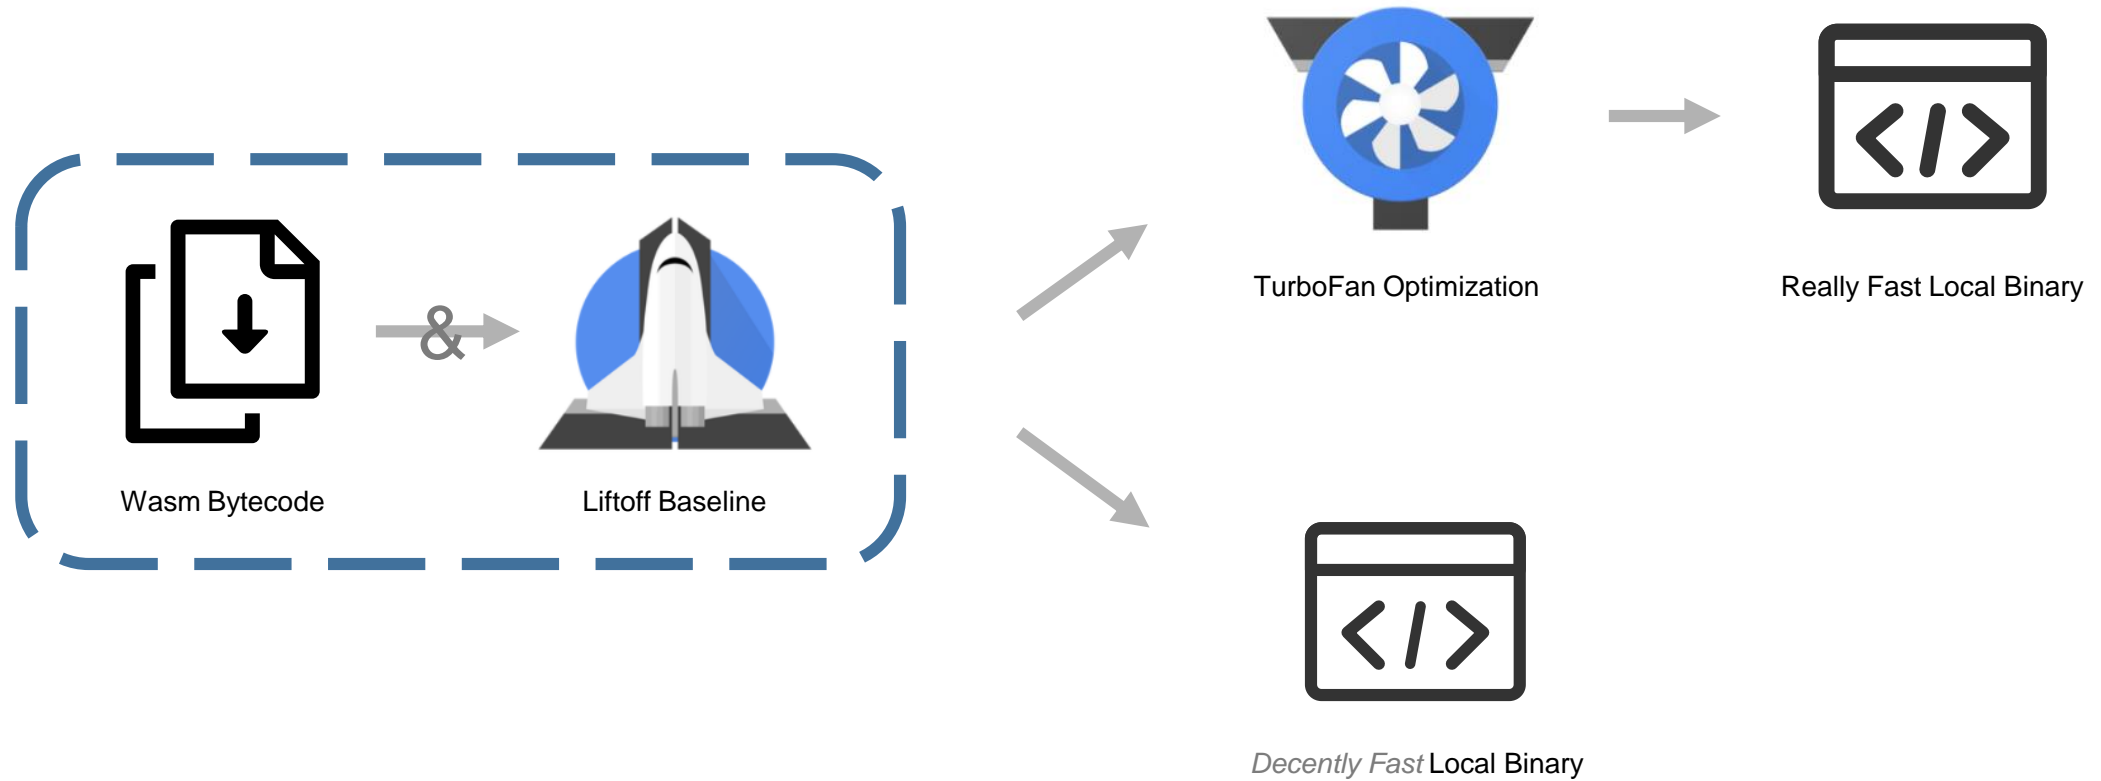 TurboFan Optimization
Really Fast Local Binary
&
Wasm Bytecode
Liftoff Baseline
Decently Fast Local Binary